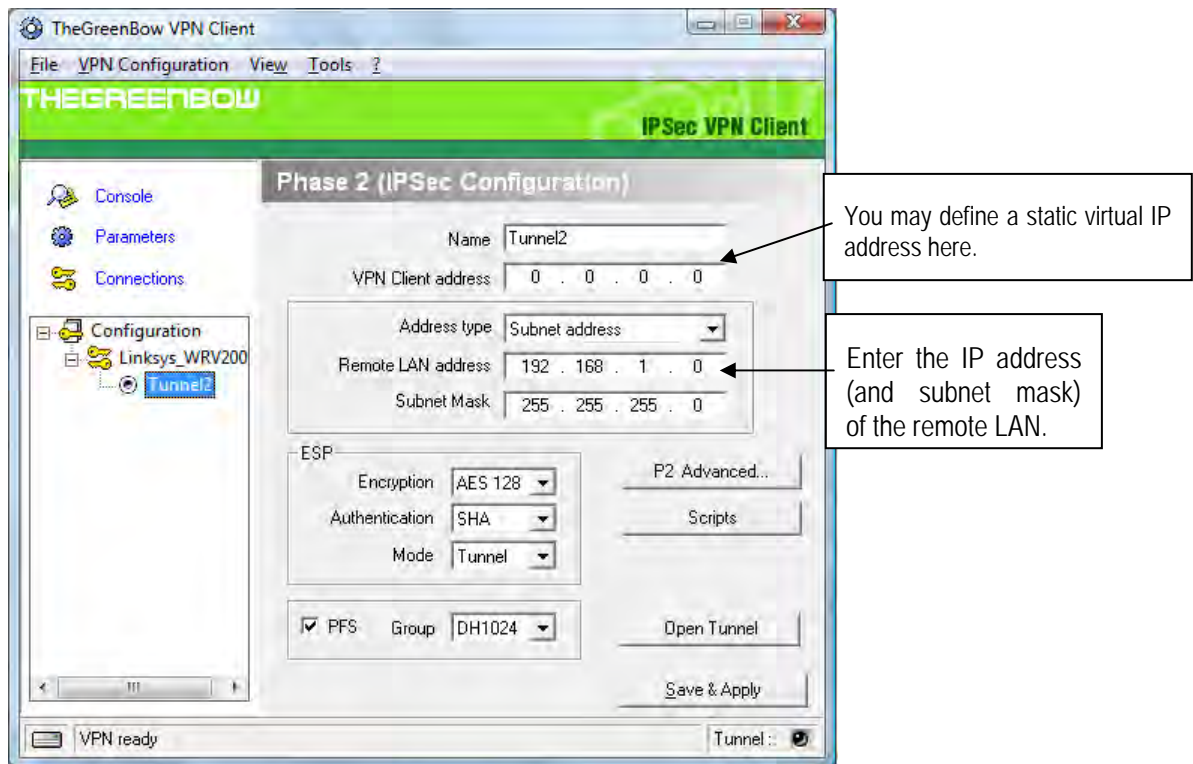 TheGreenBow VPN Client
File VPN Configuration View Tools ?
THEGREENBOW
IPSec VPN Client
Console
Parameters
Connections
Configuration
Linksys_WRV200
Tunnel2
Phase 2 (IPSec Configuration)
Name Tunnel2
VPN Client address 0 . 0 . 0 . 0
Address type Subnet address
Remote LAN address 192 . 168 . 1 . 0
Subnet Mask 255 . 255 . 255 . 0
ESP
Encryption AES 128
Authentication SHA
Mode Tunnel
PFS Group DH1024
P2 Advanced...
Scripts
Open Tunnel
Save & Apply
VPN ready
Tunnel :
You may define a static virtual IP
address here.
Enter the IP address
(and subnet mask)
of the remote LAN.